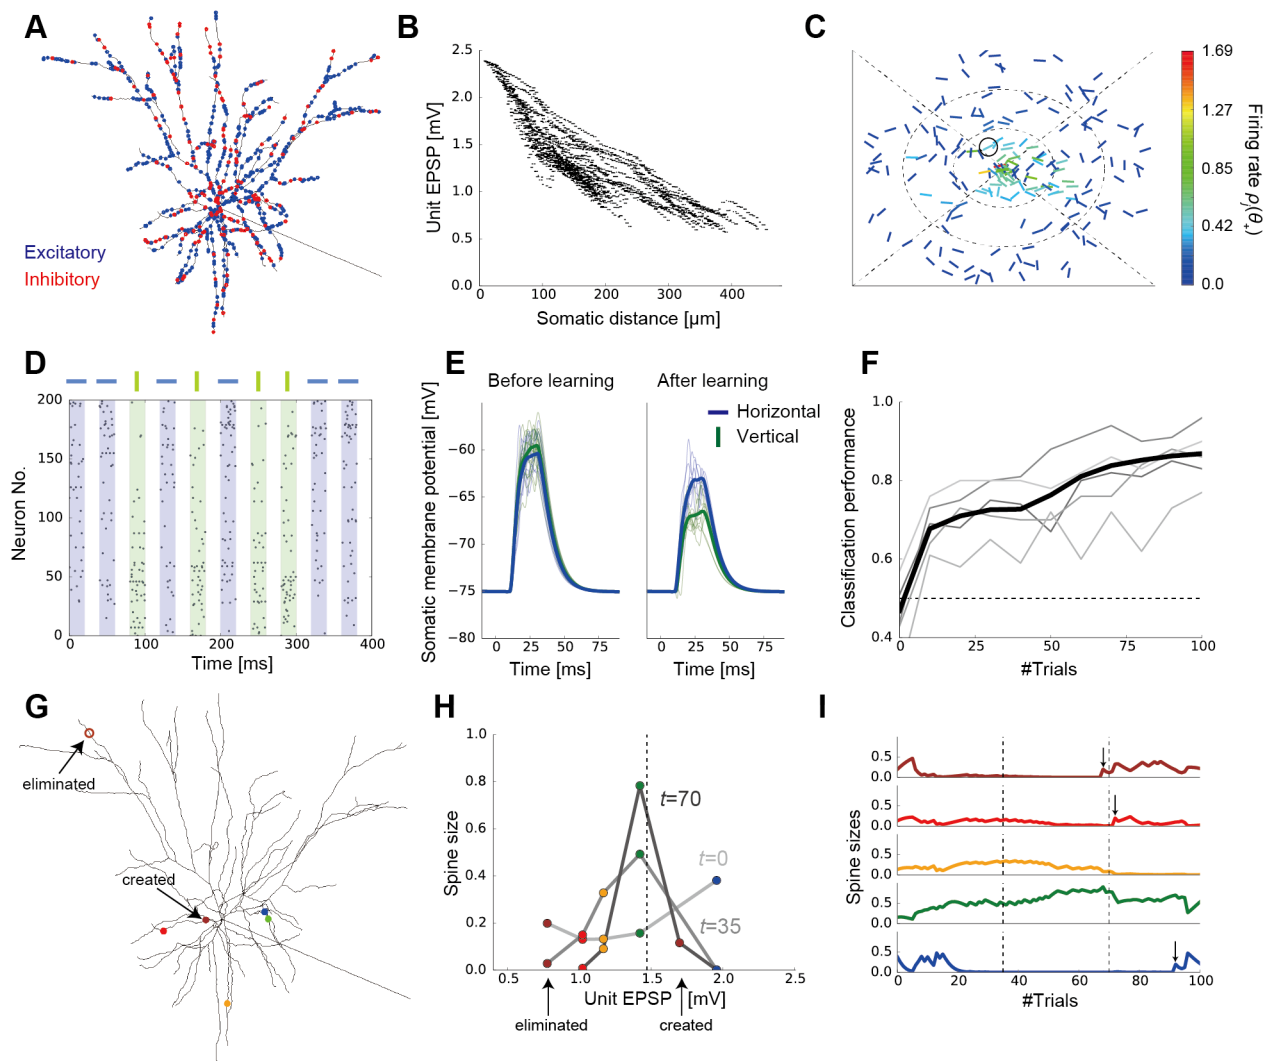 A
Excitatory
Inhibitory
B
Unit EPSP [mV]
2.5
2.0
1.5
1.0
0.5
0.0
0
100
200
300
400
Somatic distance [µm]
C
1.69
1.27
0.85
0.42
0.0
Firing rate ρj(θ+)
D
Neuron No.
200
150
100
50
0
0
100
200
300
400
Time [ms]
E
Before learning
After learning
Horizontal
Vertical
Somatic membrane potential [mV]
−60
−65
−70
−75
−80
0
25
50
75
Time [ms]
0
25
50
75
Time [ms]
F
Classification performance
1.0
0.8
0.6
0.4
0
25
50
75
100
#Trials
G
eliminated
created
H
Spine size
1.0
0.8
0.6
0.4
0.2
0.0
t=70
t=0
t=35
0.5
1.0
1.5
2.0
2.5
Unit EPSP [mV]
eliminated
created
I
Spine sizes
0.5
0.0
0.5
0.0
0.5
0.0
0.5
0.0
0.5
0.0
0
20
40
60
80
100
#Trials